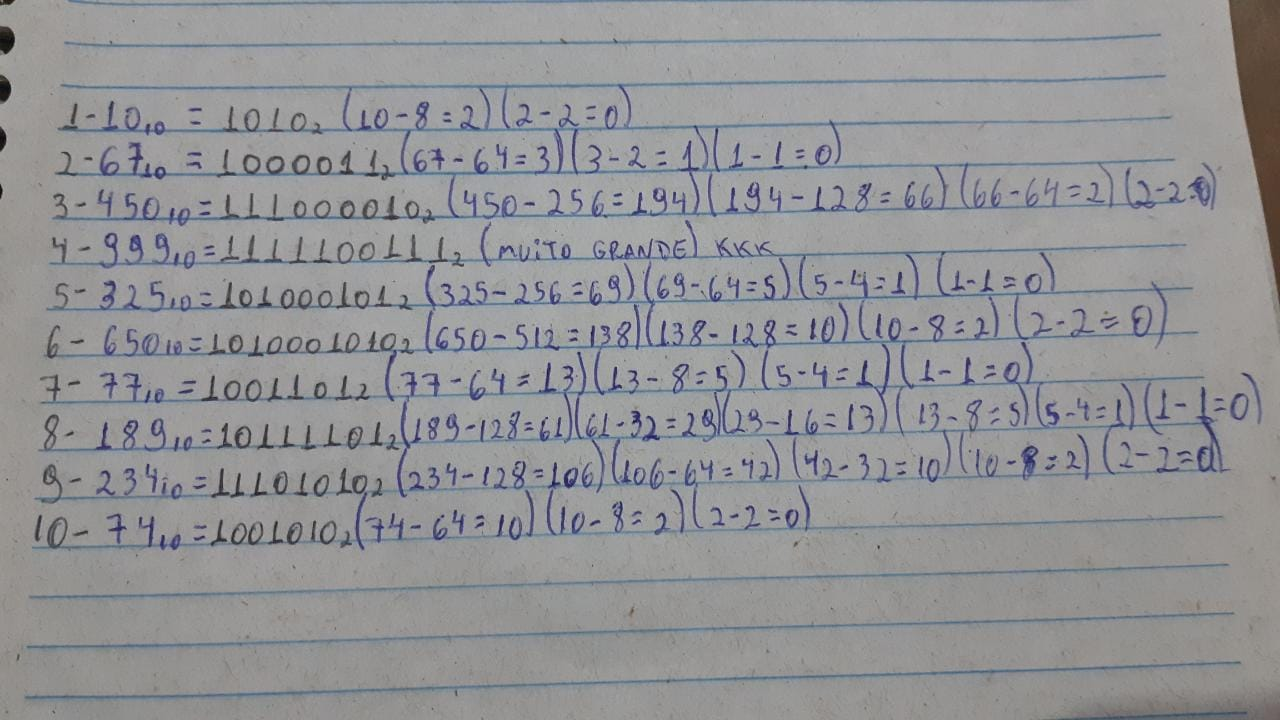 1-10₁₀ = 1010₂ (10-8=2)(2-2=0)
2-67₁₀ = 1000011₂ (67-64=3)(3-2=1)(1-1=0)
3-450₁₀=111000010₂ (450-256=194)(194-128=66)(66-64=2)(2-2=0)
4-999₁₀=1111100111₂ (MUITO GRANDE) KKK
5-325₁₀=101000101₂ (325-256=69)(69-64=5)(5-4=1)(1-1=0)
6-650₁₀=1010001010₂ (650-512=138)(138-128=10)(10-8=2)(2-2=0)
7-77₁₀=1001101₂ (77-64=13)(13-8=5)(5-4=1)(1-1=0)
8-189₁₀=10111101₂(189-128=61)(61-32=29)(29-16=13)(13-8=5)(5-4=1)(1-1=0)
9-234₁₀=11101010₂(234-128=106)(106-64=42)(42-32=10)(10-8=2)(2-2=0)
10-74₁₀=1001010₂(74-64=10)(10-8=2)(2-2=0)